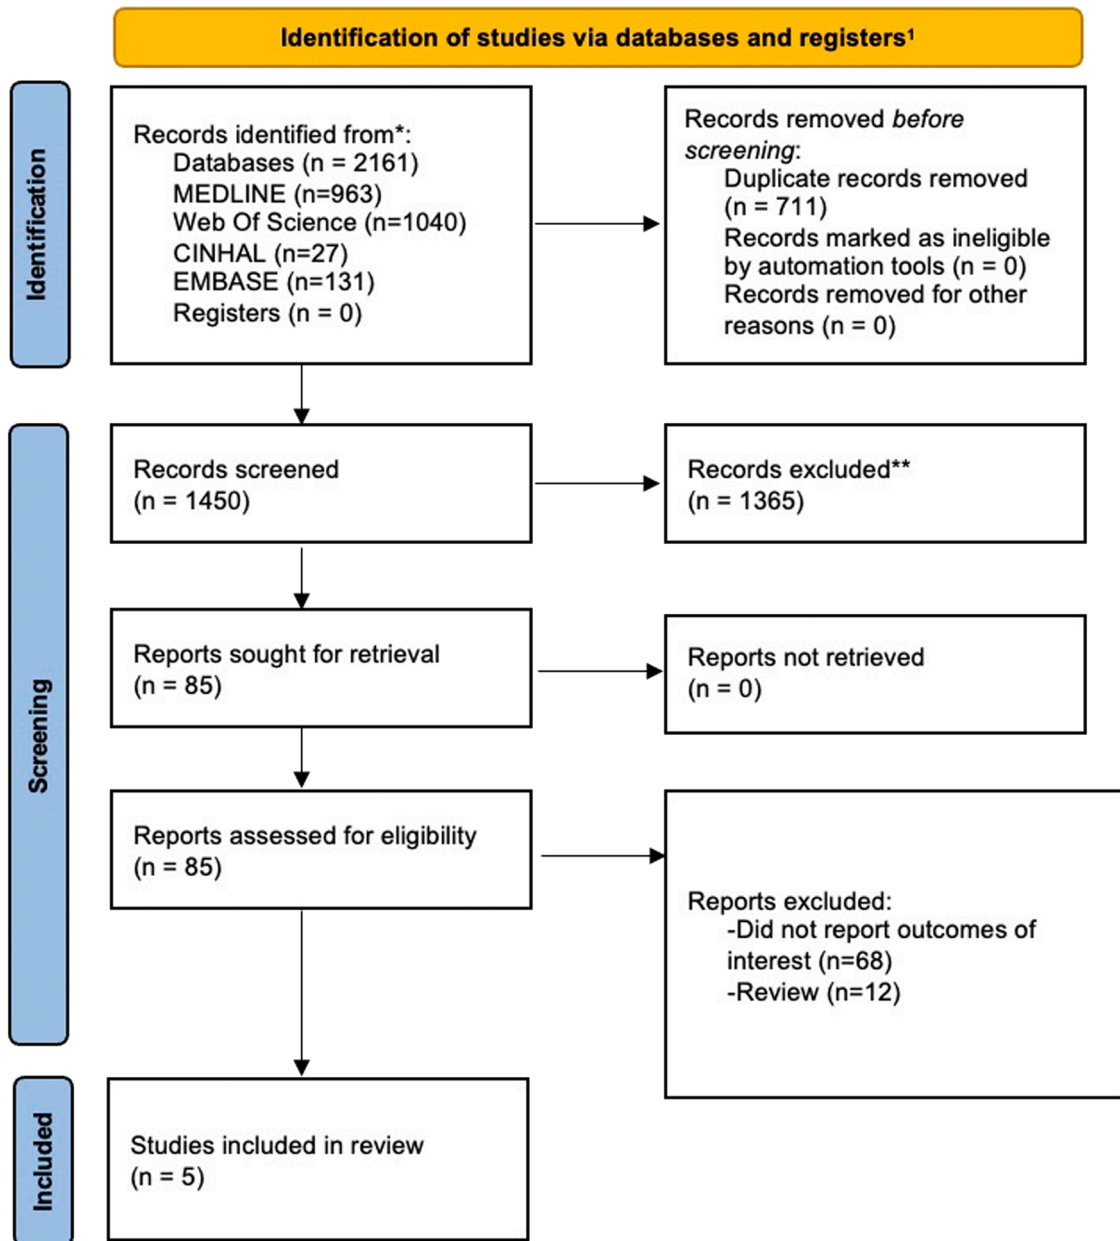 Identification of studies via databases and registers¹
Identification
Records identified from*:
Databases (n = 2161)
MEDLINE (n=963)
Web Of Science (n=1040)
CINHAL (n=27)
EMBASE (n=131)
Registers (n = 0)
Records removed before
screening:
Duplicate records removed
(n = 711)
Records marked as ineligible
by automation tools (n = 0)
Records removed for other
reasons (n = 0)
Screening
Records screened
(n = 1450)
Records excluded**
(n = 1365)
Reports sought for retrieval
(n = 85)
Reports not retrieved
(n = 0)
Reports assessed for eligibility
(n = 85)
Reports excluded:
-Did not report outcomes of
interest (n=68)
-Review (n=12)
Included
Studies included in review
(n = 5)